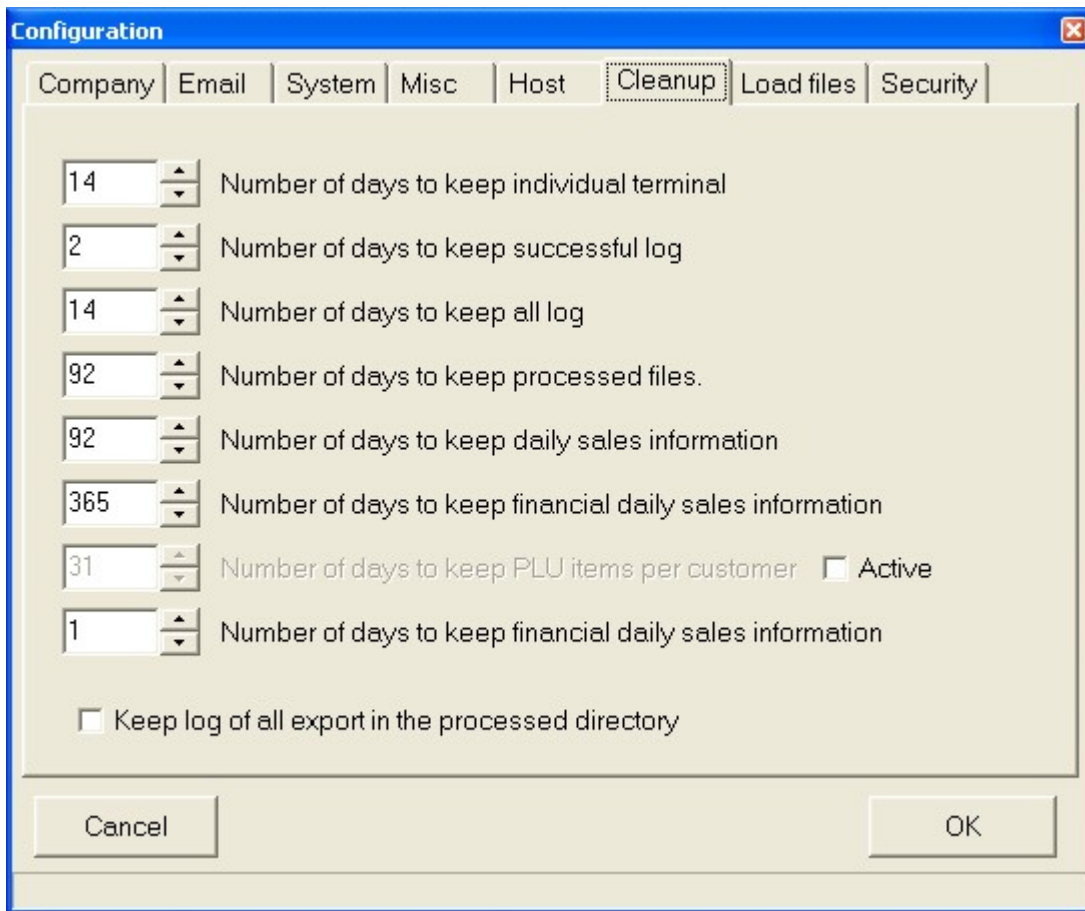 Configuration
Company Email System Misc Host Cleanup Load files Security
14 Number of days to keep individual terminal
2 Number of days to keep successful log
14 Number of days to keep all log
92 Number of days to keep processed files.
92 Number of days to keep daily sales information
365 Number of days to keep financial daily sales information
31 Number of days to keep PLU items per customer Active
1 Number of days to keep financial daily sales information
Keep log of all export in the processed directory
Cancel OK